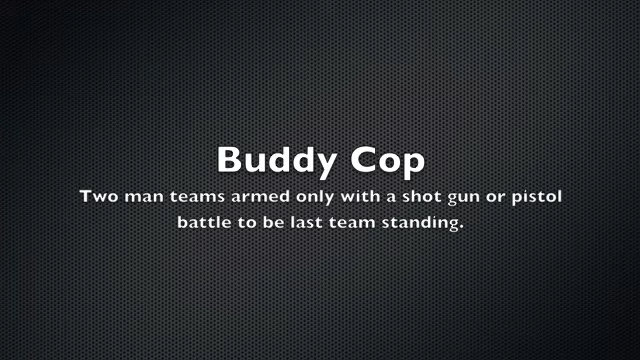 Buddy Cop
Two man teams armed only with a shot gun or pistol
battle to be last team standing.